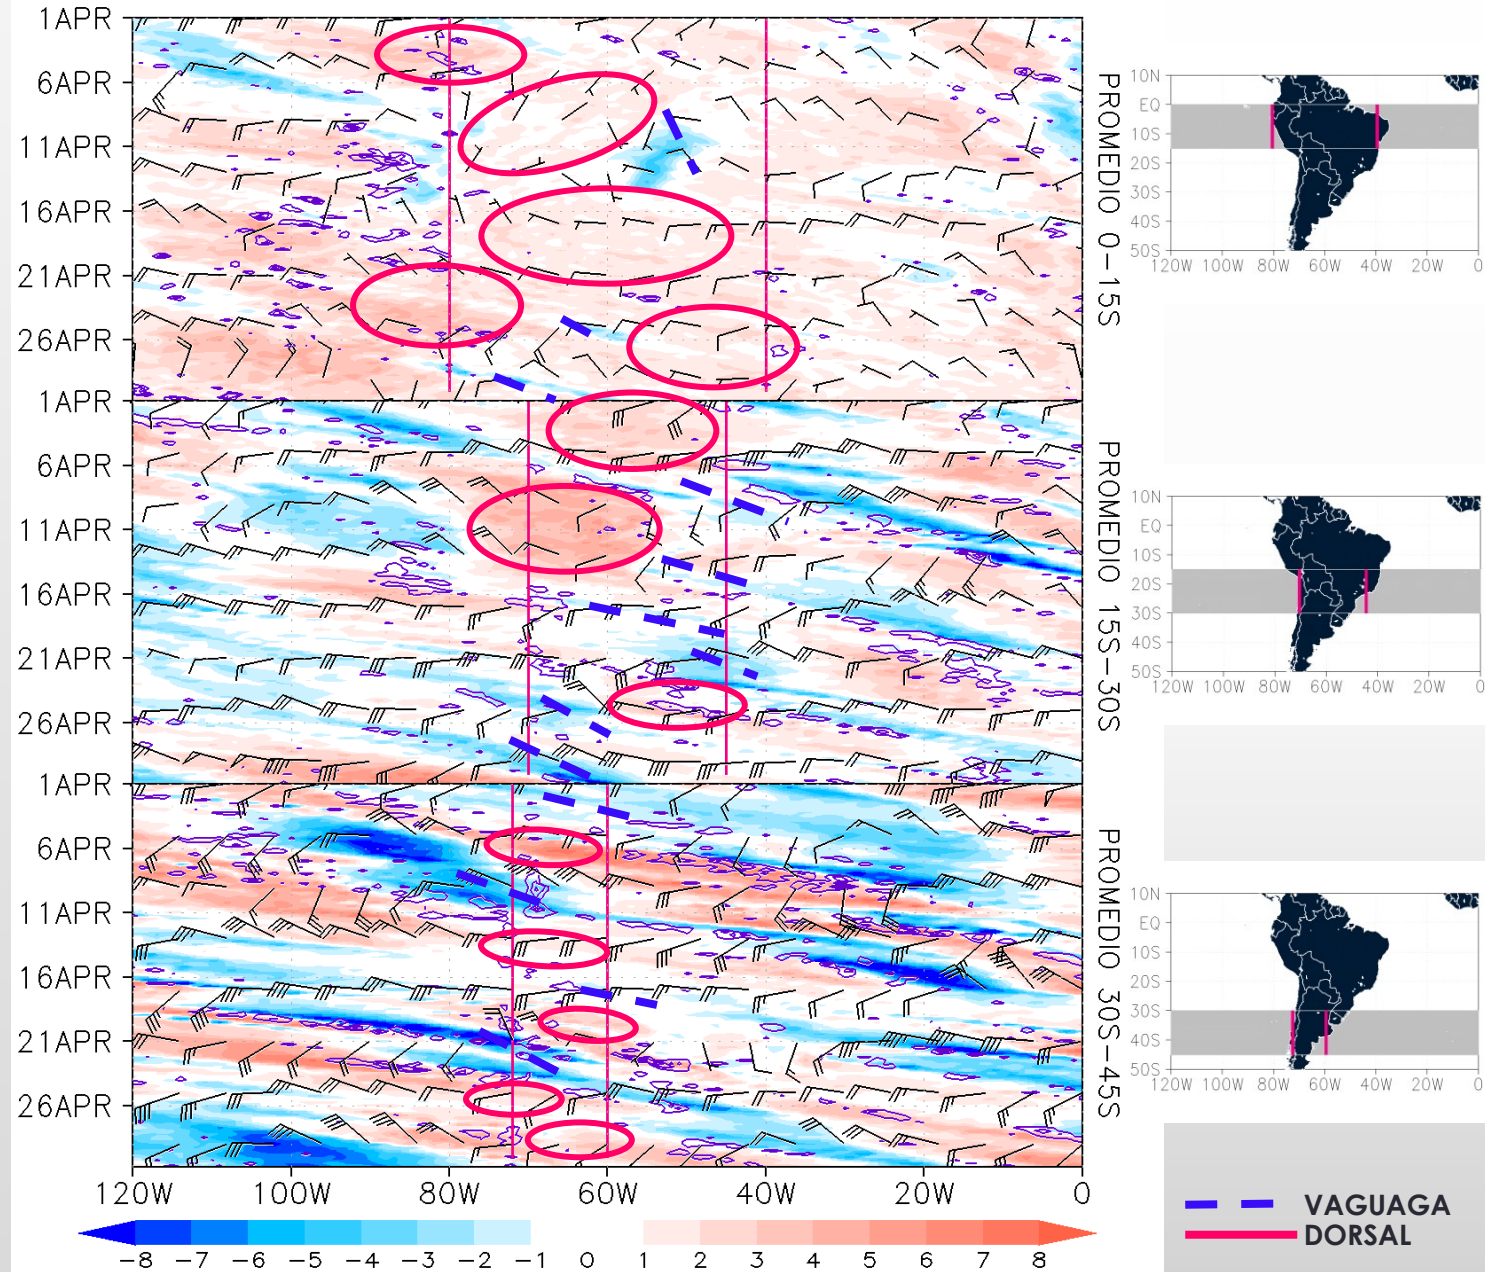 1APR
6APR
11APR
16APR
21APR
26APR
PROMEDIO 0-15S
1APR
6APR
11APR
16APR
21APR
26APR
PROMEDIO 15S-30S
1APR
6APR
11APR
16APR
21APR
26APR
PROMEDIO 30S-45S
120W 100W 80W 60W 40W 20W 0
-8 -7 -6 -5 -4 -3 -2 -1 0 1 2 3 4 5 6 7 8
10N
EQ
10S
20S
30S
40S
50S
120W 100W 80W 60W 40W 20W 0
10N
EQ
10S
20S
30S
40S
50S
120W 100W 80W 60W 40W 20W 0
10N
EQ
10S
20S
30S
40S
50S
120W 100W 80W 60W 40W 20W 0
VAGUAGA
DORSAL